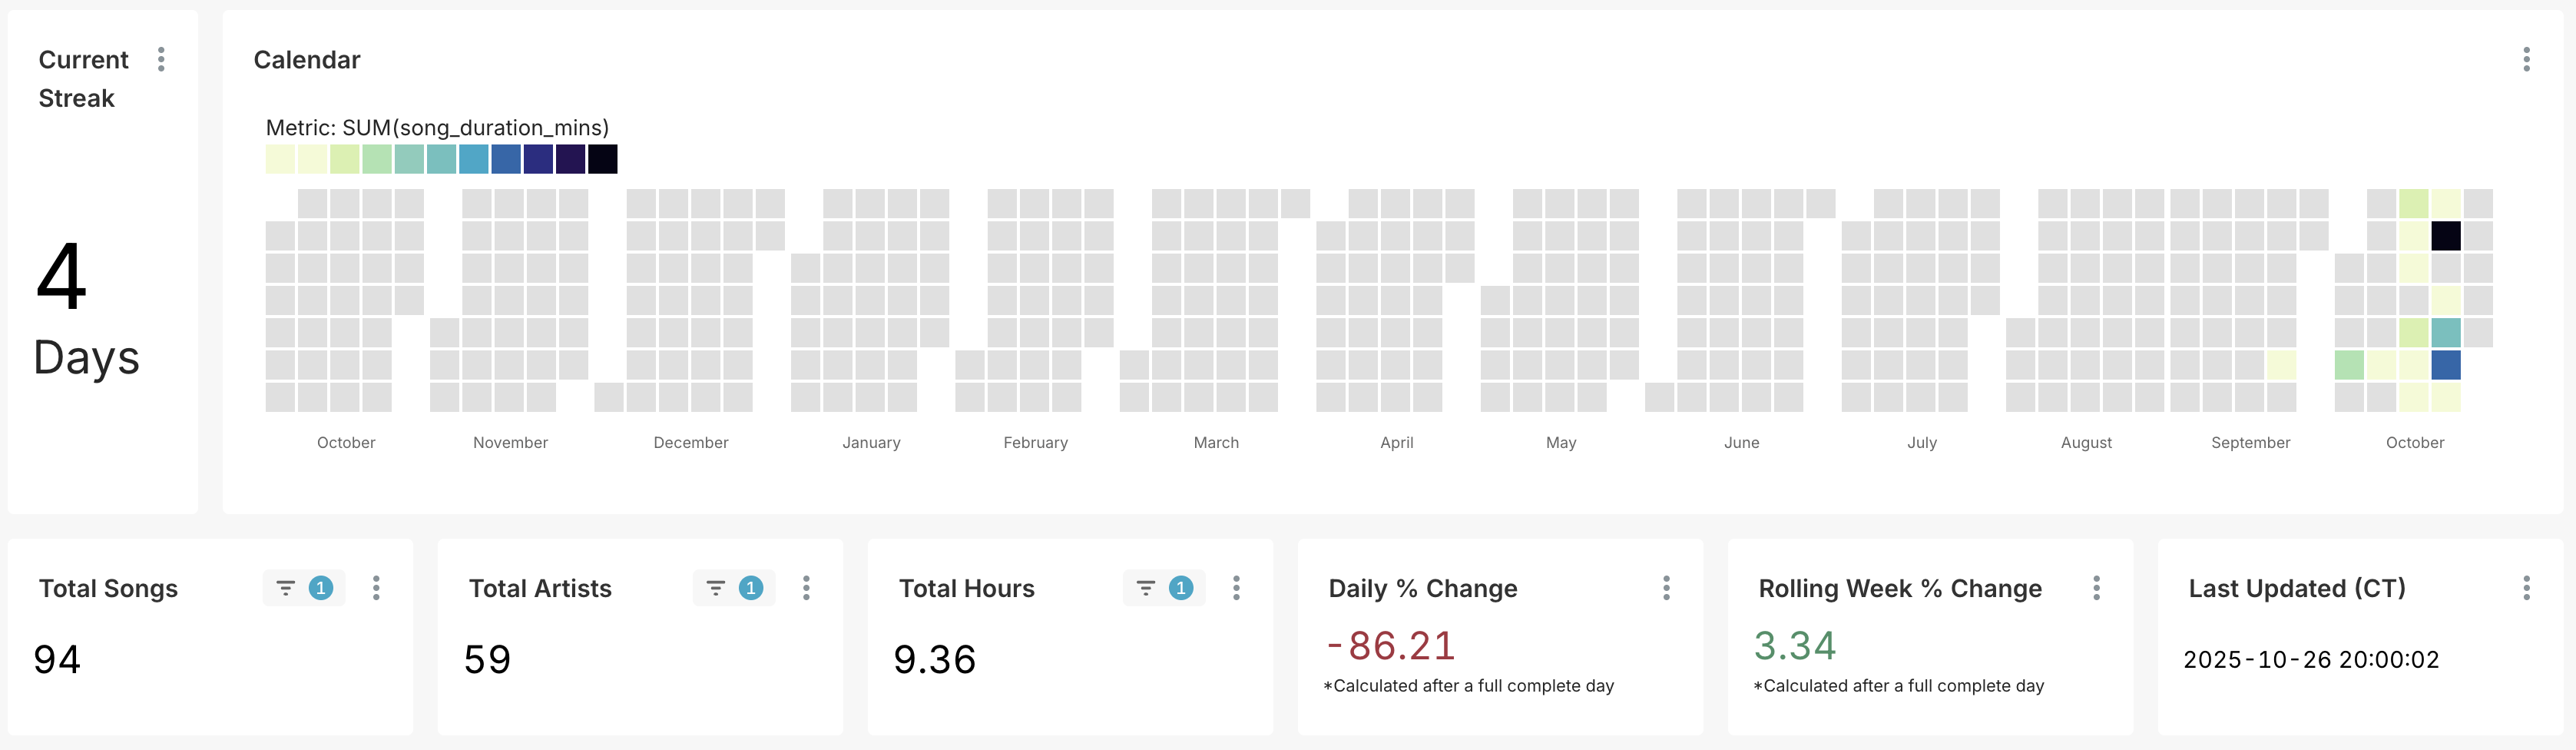 Current
Streak
4
Days
Calendar
Metric: SUM(song_duration_mins)
October November December January February March April May June July August September October
Total Songs 1
94
Total Artists 1
59
Total Hours 1
9.36
Daily % Change
-86.21
*Calculated after a full complete day
Rolling Week % Change
3.34
*Calculated after a full complete day
Last Updated (CT)
2025-10-26 20:00:02